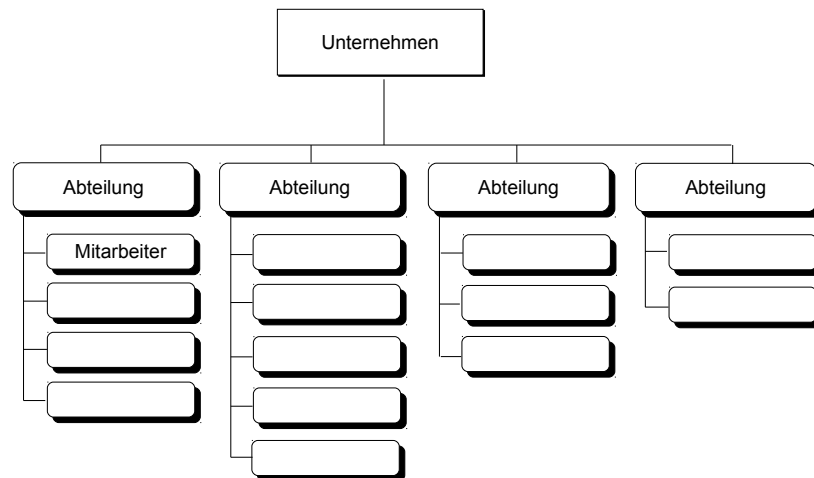 Unternehmen
Abteilung
Abteilung
Abteilung
Abteilung
Mitarbeiter